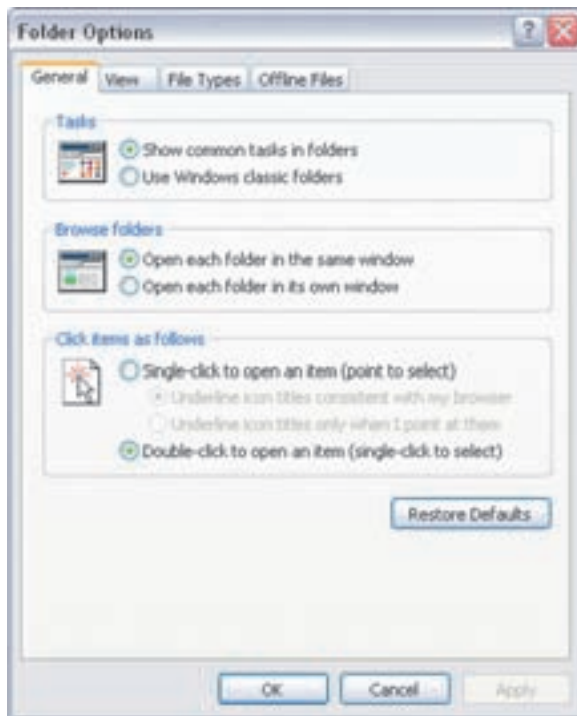 Folder Options
General View File Types Offline Files
Tasks
Show common tasks in folders
Use Windows classic folders
Browse folders
Open each folder in the same window
Open each folder in its own window
Click items as follows
Single-click to open an item (point to select)
Underline icon titles consistent with my browser
Underline icon titles only when I point at them
Double-click to open an item (single-click to select)
Restore Defaults
OK Cancel Apply